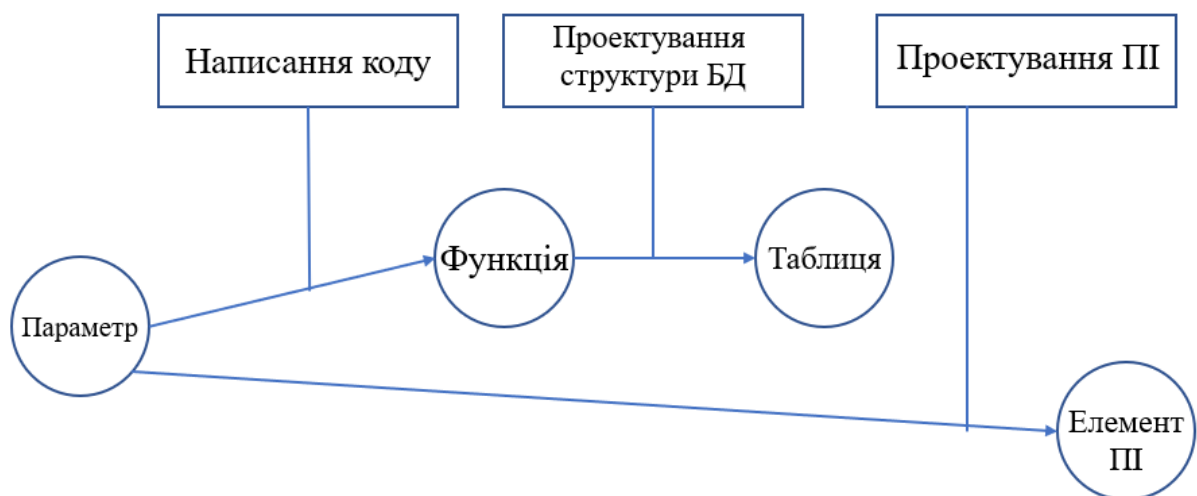 Написання коду
Проектування
структури БД
Проектування ПІ
Функція
Таблиця
Параметр
Елемент
ПІ